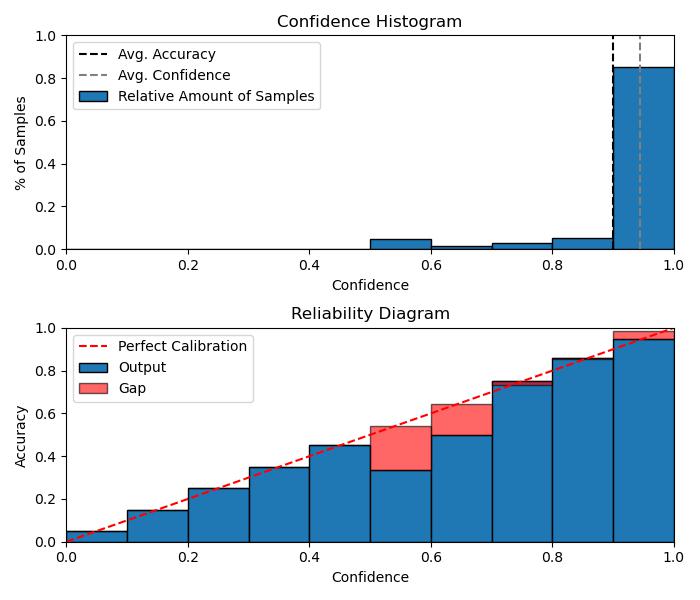 Confidence Histogram
1.0
0.8
0.6
0.4
0.2
0.0
% of Samples
Avg. Accuracy
Avg. Confidence
Relative Amount of Samples
0.0 0.2 0.4 0.6 0.8 1.0
Confidence
Reliability Diagram
1.0
0.8
0.6
0.4
0.2
0.0
Accuracy
Perfect Calibration
Output
Gap
0.0 0.2 0.4 0.6 0.8 1.0
Confidence